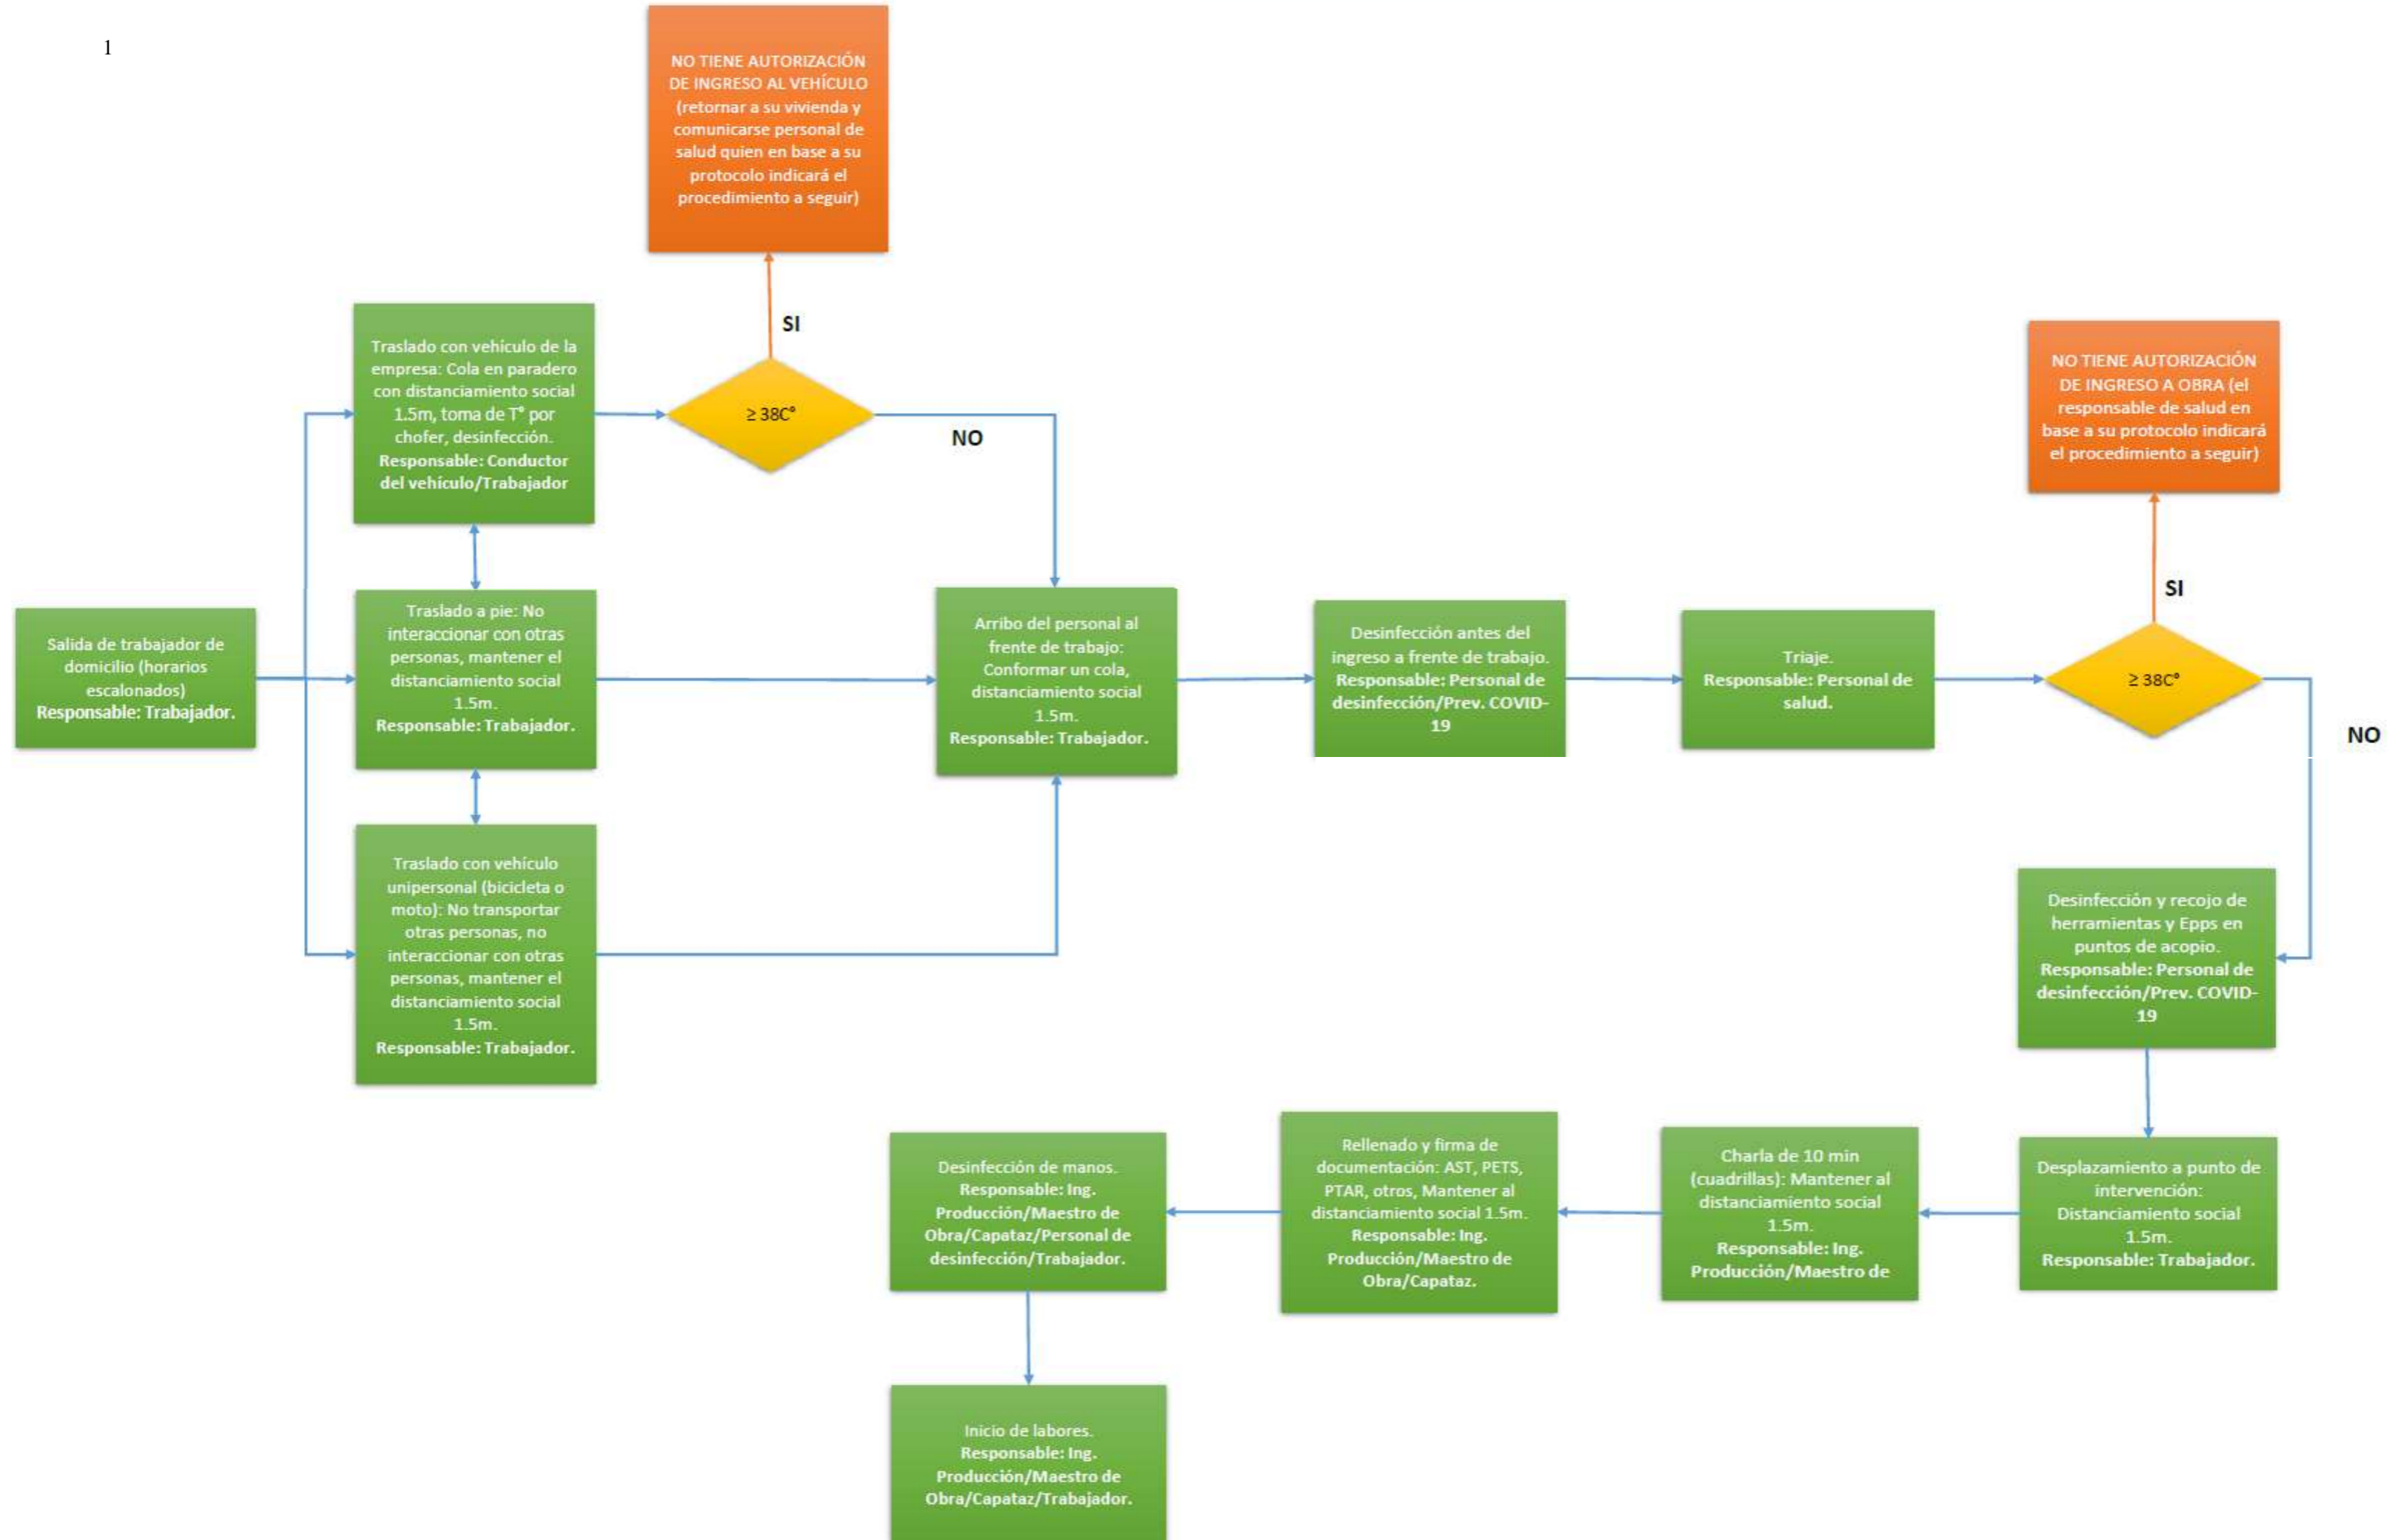 1
NO TIENE AUTORIZACIÓN
DE INGRESO AL VEHÍCULO
(retornar a su vivienda y
comunicarse personal de
salud quien en base a su
protocolo indicará el
procedimiento a seguir)
SI
Traslado con vehículo de la
empresa: Cola en paradero
con distanciamiento social
1.5m, toma de T° por
chofer, desinfección.
Responsable: Conductor
del vehículo/Trabajador
≥ 38C°
NO
Salida de trabajador de
domicilio (horarios
escalonados)
Responsable: Trabajador.
Traslado a pie: No
interaccionar con otras
personas, mantener el
distanciamiento social
1.5m.
Responsable: Trabajador.
Traslado con vehículo
unipersonal (bicicleta o
moto): No transportar
otras personas, no
interaccionar con otras
personas, mantener el
distanciamiento social
1.5m.
Responsable: Trabajador.
Arribo del personal al
frente de trabajo:
Conformar un cola,
distanciamiento social
1.5m.
Responsable: Trabajador.
Desinfección antes del
ingreso a frente de trabajo.
Responsable: Personal de
desinfección/Prev. COVID-
19
Triaje.
Responsable: Personal de
salud.
≥ 38C°
SI
NO TIENE AUTORIZACIÓN
DE INGRESO A OBRA (el
responsable de salud en
base a su protocolo indicará
el procedimiento a seguir)
NO
Desinfección y recojo de
herramientas y Epps en
puntos de acopio.
Responsable: Personal de
desinfección/Prev. COVID-
19
Desplazamiento a punto de
intervención:
Distanciamiento social
1.5m.
Responsable: Trabajador.
Charla de 10 min
(cuadrillas): Mantener al
distanciamiento social
1.5m.
Responsable: Ing.
Producción/Maestro de
Rellenado y firma de
documentación: AST, PETS,
PTAR, otros, Mantener al
distanciamiento social 1.5m.
Responsable: Ing.
Producción/Maestro de
Obra/Capataz.
Desinfección de manos.
Responsable: Ing.
Producción/Maestro de
Obra/Capataz/Personal de
desinfección/Trabajador.
Inicio de labores.
Responsable: Ing.
Producción/Maestro de
Obra/Capataz/Trabajador.